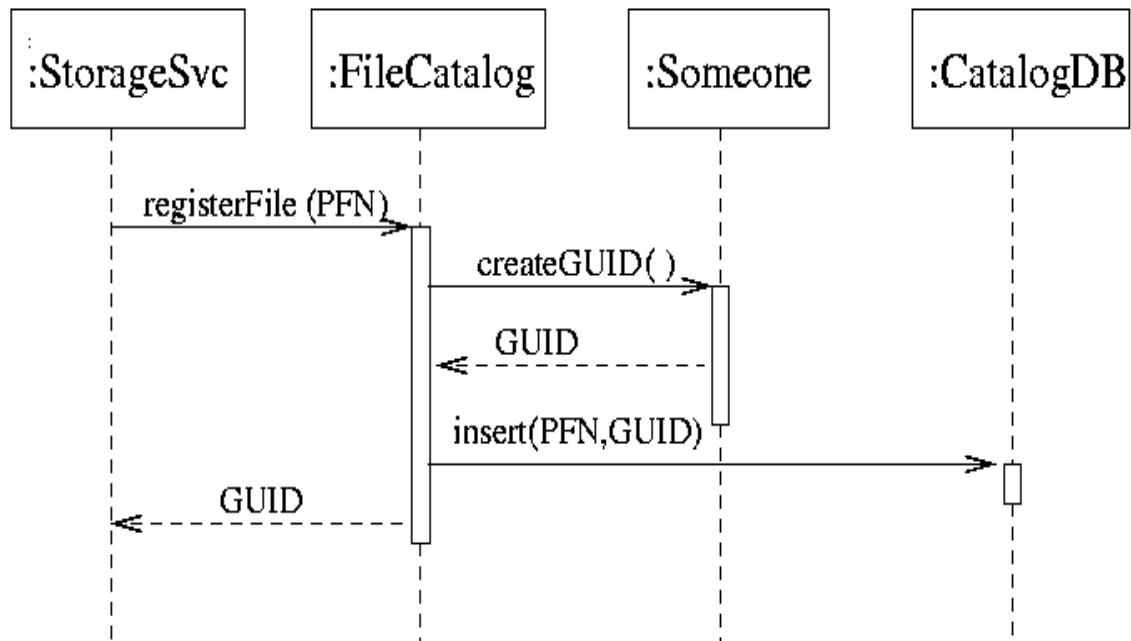 :StorageSvc
:FileCatalog
:Someone
:CatalogDB
registerFile (PFN)
createGUID( )
GUID
insert(PFN,GUID)
GUID